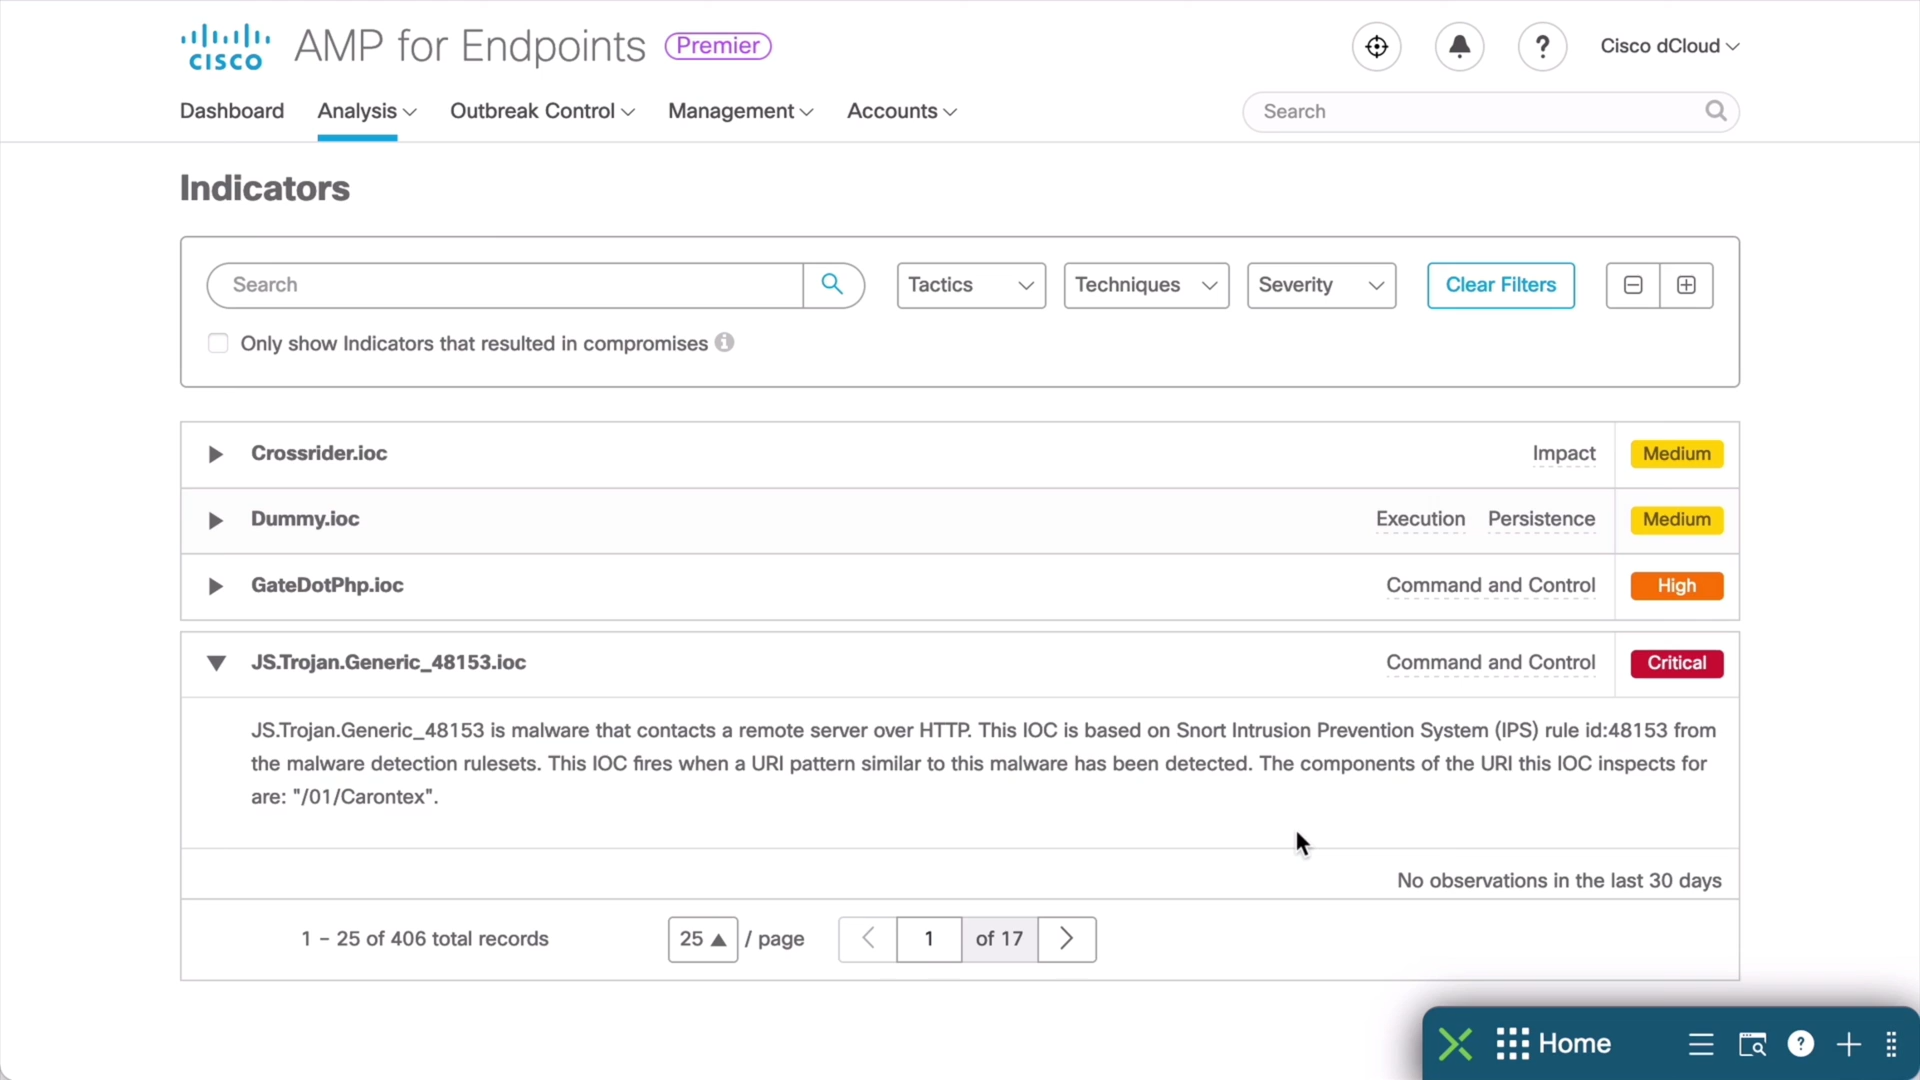 CISCO AMP for Endpoints Premier ? Cisco dCloud
Dashboard Analysis Outbreak Control Management Accounts Search
Indicators
Search Tactics Techniques Severity Clear Filters
Only show Indicators that resulted in compromises
Crossrider.ioc Impact Medium
Dummy.ioc Execution Persistence Medium
GateDotPhp.ioc Command and Control High
JS.Trojan.Generic_48153.ioc Command and Control Critical
JS.Trojan.Generic_48153 is malware that contacts a remote server over HTTP. This IOC is based on Snort Intrusion Prevention System (IPS) rule id:48153 from
the malware detection rulesets. This IOC fires when a URI pattern similar to this malware has been detected. The components of the URI this IOC inspects for
are: "/01/Carontex".
No observations in the last 30 days
1 – 25 of 406 total records 25 / page 1 of 17
Home ?